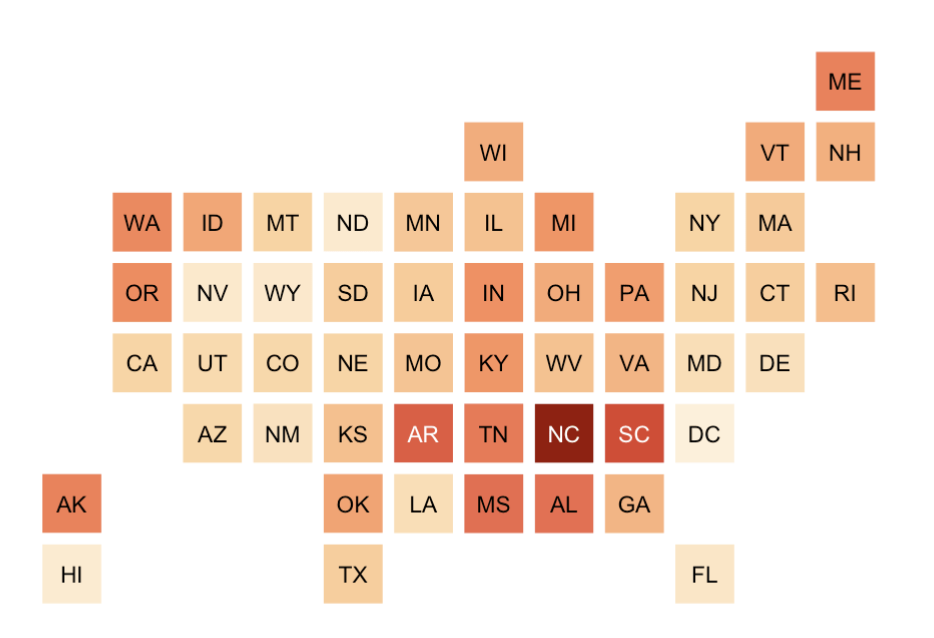 ME
WI VT NH
WA ID MT ND MN IL MI NY MA
OR NV WY SD IA IN OH PA NJ CT RI
CA UT CO NE MO KY WV VA MD DE
AZ NM KS AR TN NC SC DC
AK OK LA MS AL GA
HI TX FL